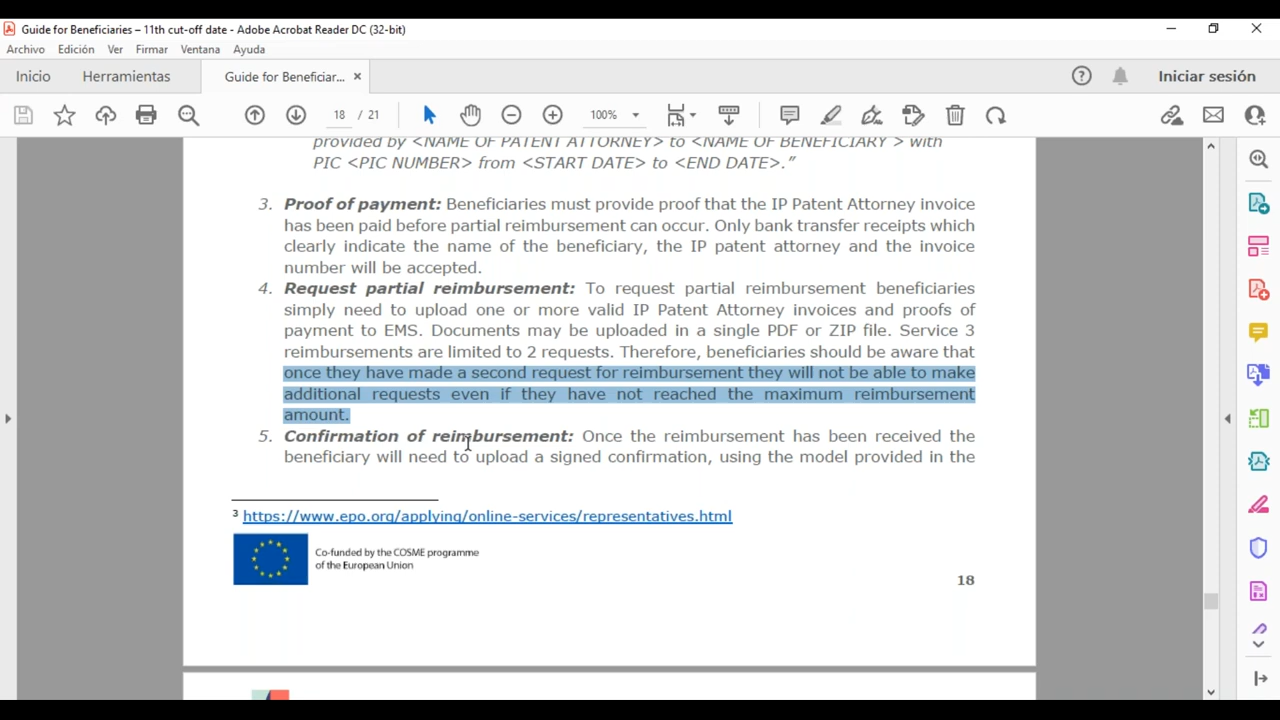 Guide for Beneficiaries – 11th cut-off date - Adobe Acrobat Reader DC (32-bit)
Archivo Edición Ver Firmar Ventana Ayuda
Inicio Herramientas Guide for Beneficiar... × Iniciar sesión
18 / 21 100%
provided by <NAME OF PATENT ATTORNEY> to <NAME OF BENEFICIARY > with
PIC <PIC NUMBER> from <START DATE> to <END DATE>.”
3. Proof of payment: Beneficiaries must provide proof that the IP Patent Attorney invoice
has been paid before partial reimbursement can occur. Only bank transfer receipts which
clearly indicate the name of the beneficiary, the IP patent attorney and the invoice
number will be accepted.
4. Request partial reimbursement: To request partial reimbursement beneficiaries
simply need to upload one or more valid IP Patent Attorney invoices and proofs of
payment to EMS. Documents may be uploaded in a single PDF or ZIP file. Service 3
reimbursements are limited to 2 requests. Therefore, beneficiaries should be aware that
once they have made a second request for reimbursement they will not be able to make
additional requests even if they have not reached the maximum reimbursement
amount.
5. Confirmation of reimbursement: Once the reimbursement has been received the
beneficiary will need to upload a signed confirmation, using the model provided in the
3 https://www.epo.org/applying/online-services/representatives.html
Co-funded by the COSME programme
of the European Union
18